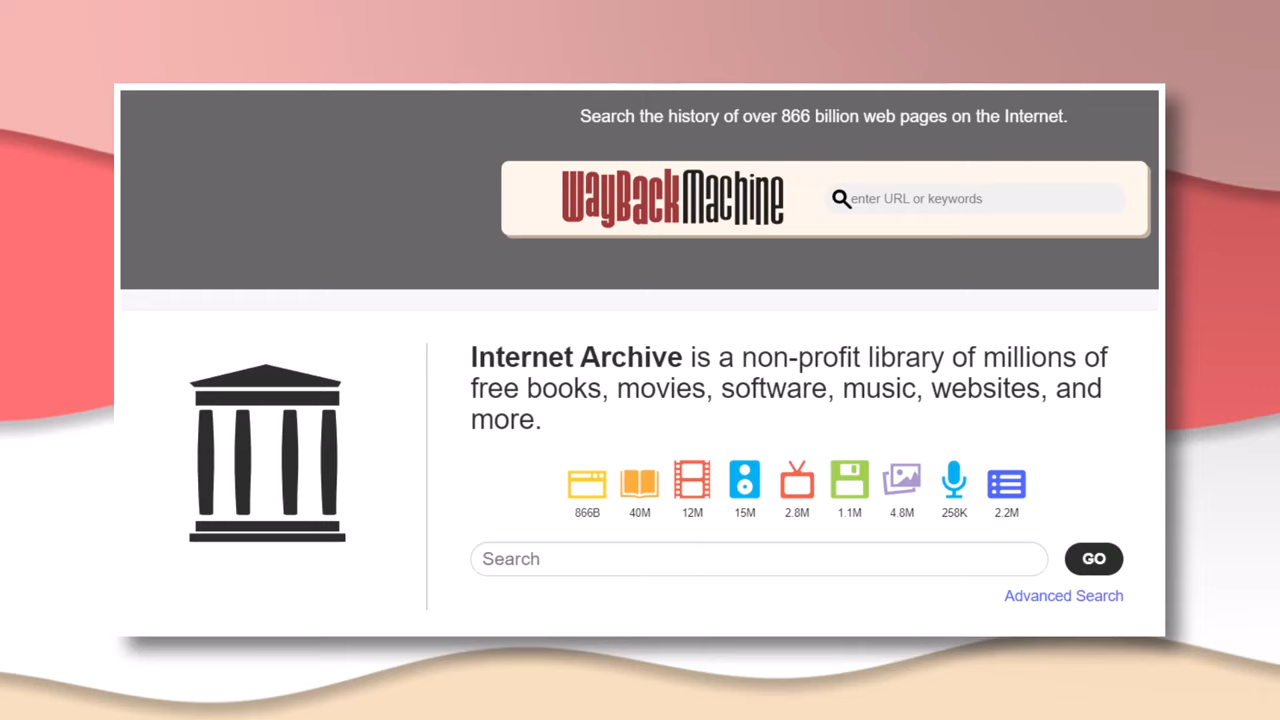 Search the history of over 866 billion web pages on the Internet.
WayBackMachine
enter URL or keywords
Internet Archive is a non-profit library of millions of
free books, movies, software, music, websites, and
more.
866B 40M 12M 15M 2.8M 1.1M 4.8M 258K 2.2M
Search GO
Advanced Search